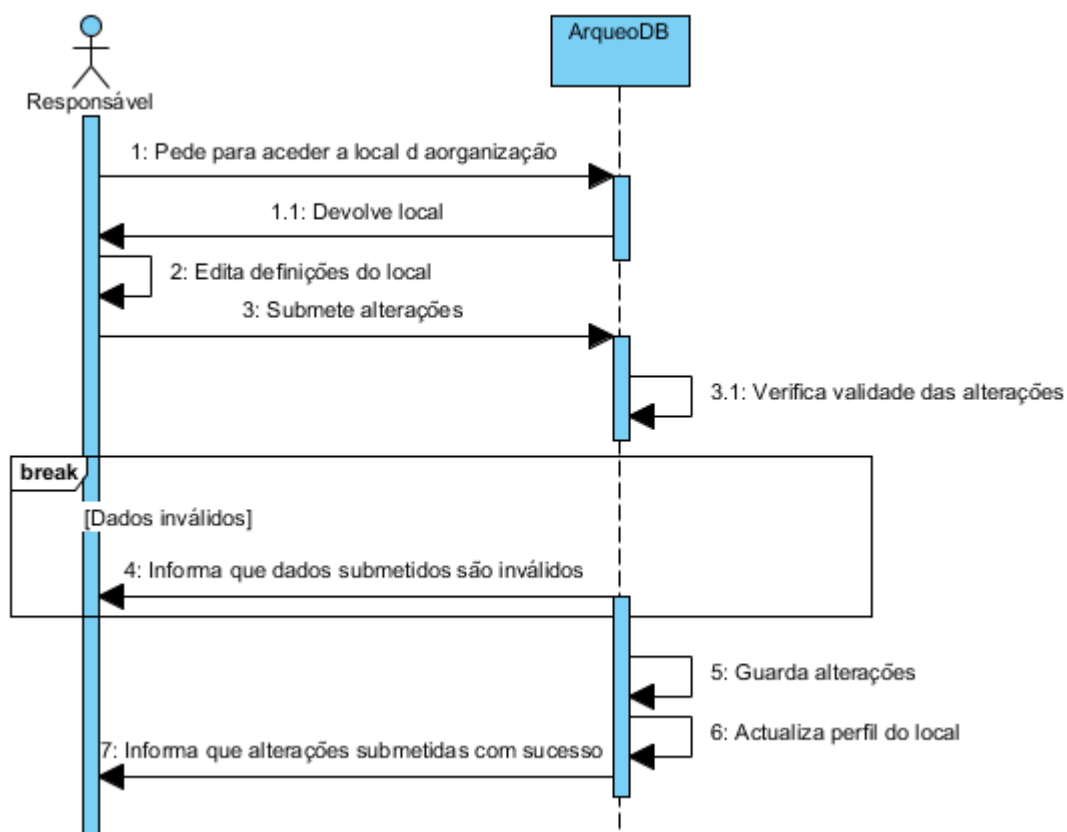 ArqueoDB
Responsável
1: Pede para aceder a local d aorganização
1.1: Devolve local
2: Edita definições do local
3: Submete alterações
3.1: Verifica validade das alterações
break
[Dados inválidos]
4: Informa que dados submetidos são inválidos
5: Guarda alterações
6: Actualiza perfil do local
7: Informa que alterações submetidas com sucesso